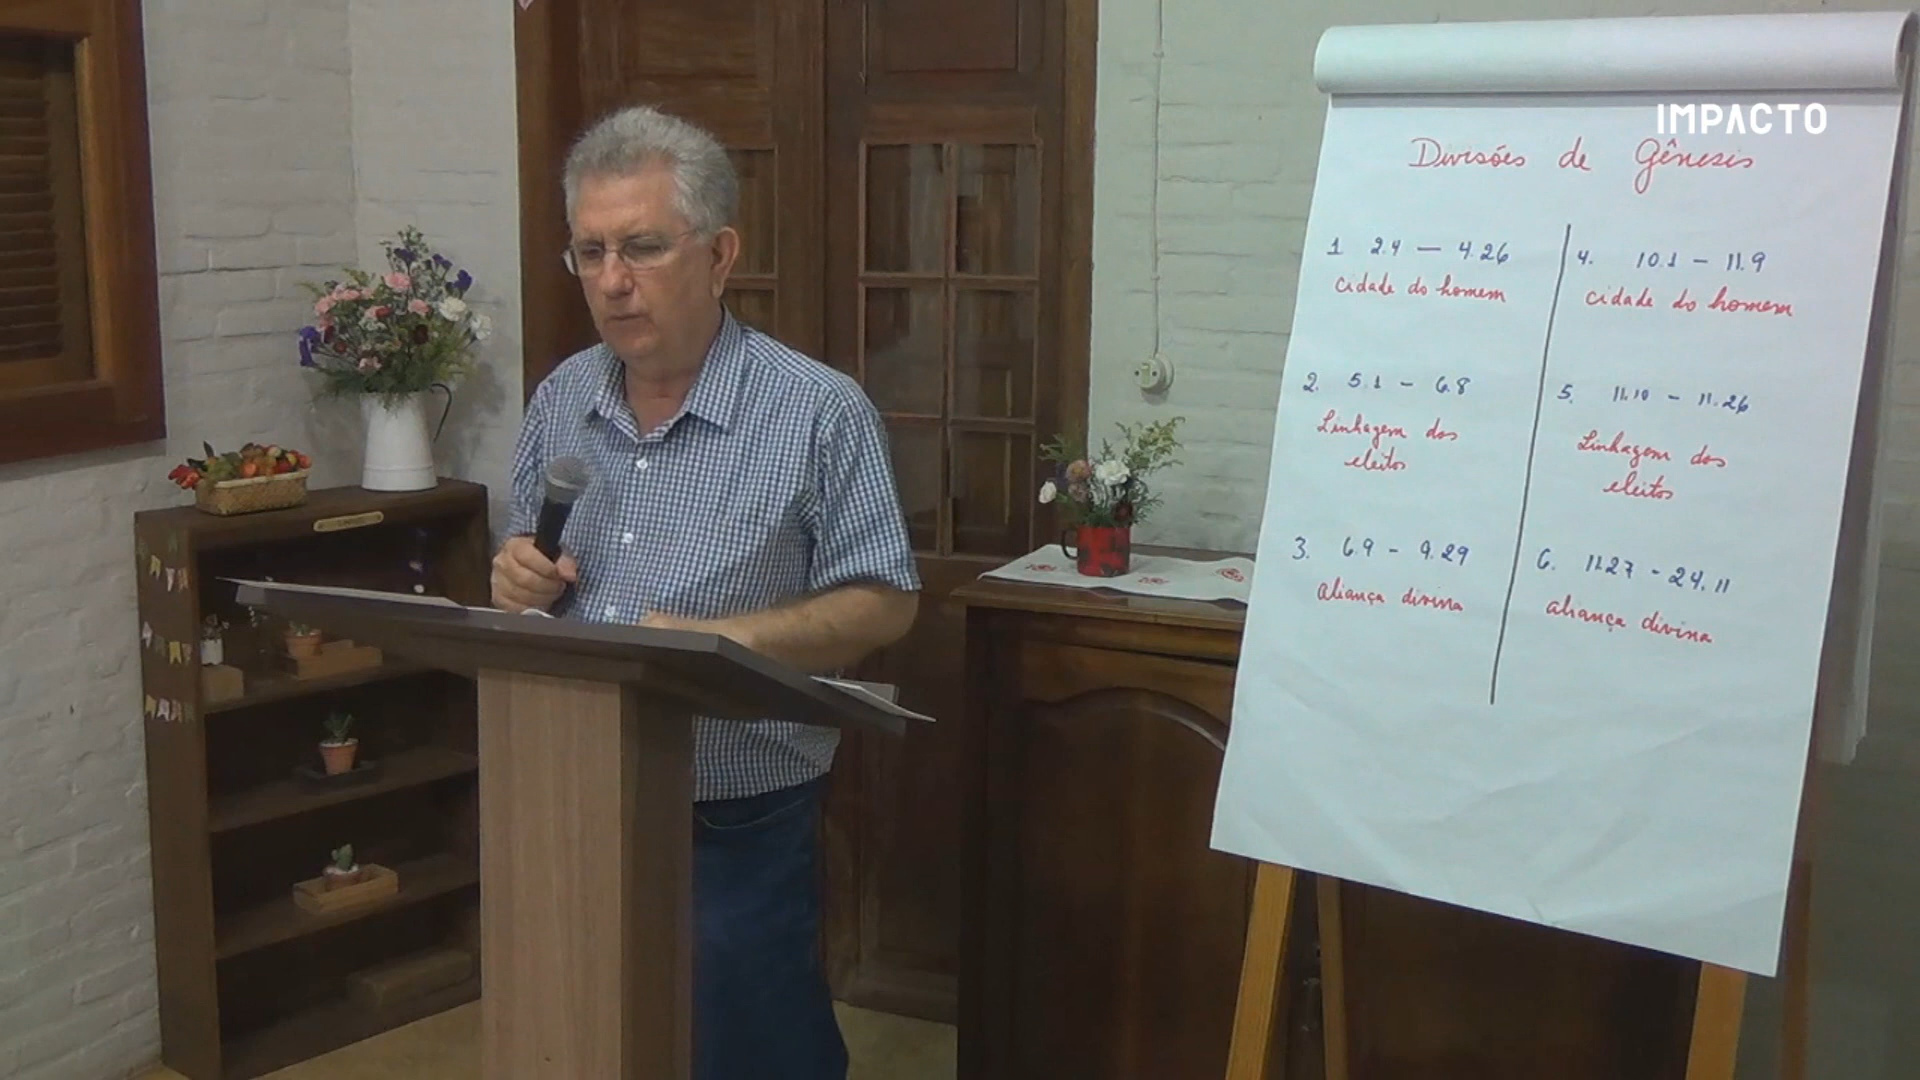 IMPACTO
Divisões de Gênesis
1 2.4 — 4.26
cidade do homem
2. 5.1 - 6.8
Linhagem dos
eleitos
3. 6.9 - 9.29
aliança divina
4. 10.1 - 11.9
cidade do homem
5. 11.10 - 11.26
Linhagem dos
eleitos
6. 11.27 - 24.11
aliança divina